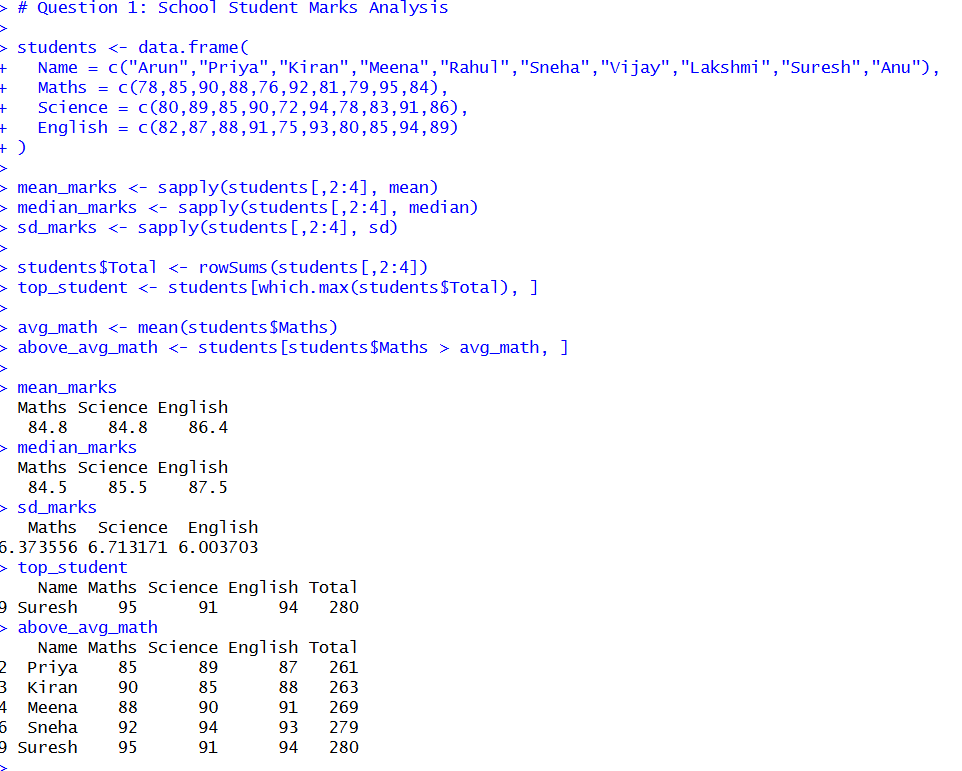 > # Question 1: School Student Marks Analysis
>
> students <- data.frame(
+   Name = c("Arun","Priya","Kiran","Meena","Rahul","Sneha","Vijay","Lakshmi","Suresh","Anu"),
+   Maths = c(78,85,90,88,76,92,81,79,95,84),
+   Science = c(80,89,85,90,72,94,78,83,91,86),
+   English = c(82,87,88,91,75,93,80,85,94,89)
+ )
>
> mean_marks <- sapply(students[,2:4], mean)
> median_marks <- sapply(students[,2:4], median)
> sd_marks <- sapply(students[,2:4], sd)
>
> students$Total <- rowSums(students[,2:4])
> top_student <- students[which.max(students$Total), ]
>
> avg_math <- mean(students$Maths)
> above_avg_math <- students[students$Maths > avg_math, ]
>
> mean_marks
  Maths Science English
   84.8    84.8    86.4
> median_marks
  Maths Science English
   84.5    85.5    87.5
> sd_marks
   Maths  Science  English
6.373556 6.713171 6.003703
> top_student
    Name Maths Science English Total
9 Suresh    95      91      94   280
> above_avg_math
    Name Maths Science English Total
2  Priya    85      89      87   261
3  Kiran    90      85      88   263
4  Meena    88      90      91   269
6  Sneha    92      94      93   279
9 Suresh    95      91      94   280
>